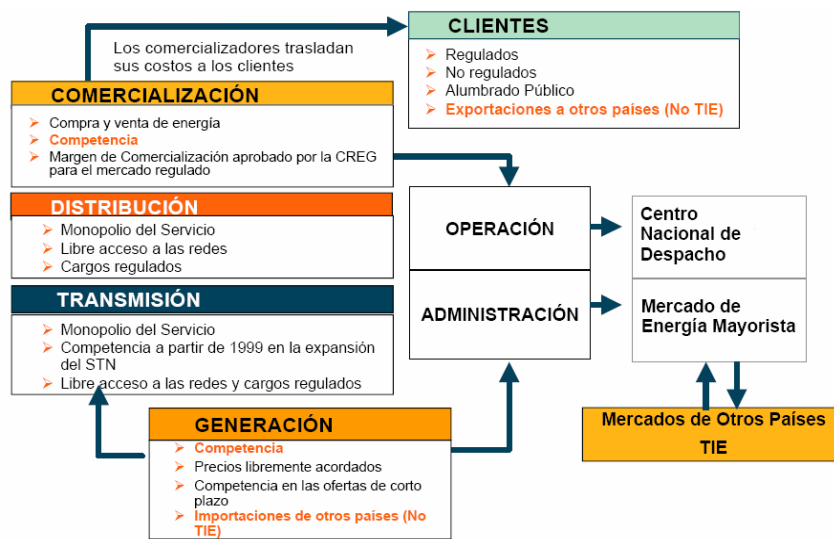 CLIENTES
Regulados
No regulados
Alumbrado Público
Exportaciones a otros países (No TIE)
Los comercializadores trasladan
sus costos a los clientes
COMERCIALIZACIÓN
Compra y venta de energía
Competencia
Margen de Comercialización aprobado por la CREG
para el mercado regulado
DISTRIBUCIÓN
Monopolio del Servicio
Libre acceso a las redes
Cargos regulados
TRANSMISIÓN
Monopolio del Servicio
Competencia a partir de 1999 en la expansión
del STN
Libre acceso a las redes y cargos regulados
GENERACIÓN
Competencia
Precios libremente acordados
Competencia en las ofertas de corto
plazo
Importaciones de otros países (No
TIE)
OPERACIÓN
ADMINISTRACIÓN
Centro
Nacional de
Despacho
Mercado de
Energía Mayorista
Mercados de Otros Países
TIE